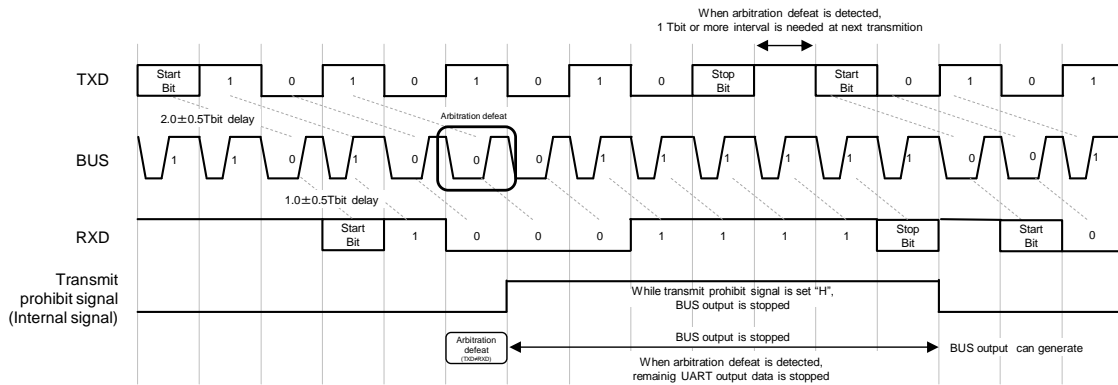 When arbitration defeat is detected,
1 Tbit or more interval is needed at next transmition
TXD
Start
Bit
1
0
1
0
1
0
1
0
Stop
Bit
Start
Bit
0
1
0
1
2.0±0.5Tbit delay
Arbitration defeat
BUS
1
1
0
1
0
0
0
1
1
1
1
1
1
0
0
1
1.0±0.5Tbit delay
RXD
Start
Bit
1
0
0
0
1
1
1
1
Stop
Bit
Start
Bit
0
Transmit
prohibit signal
(Internal signal)
While transmit prohibit signal is set “H”,
BUS output is stopped
Arbitration
defeat
(TXD≠RXD)
BUS output is stopped
BUS output can generate
When arbitration defeat is detected,
remainig UART output data is stopped